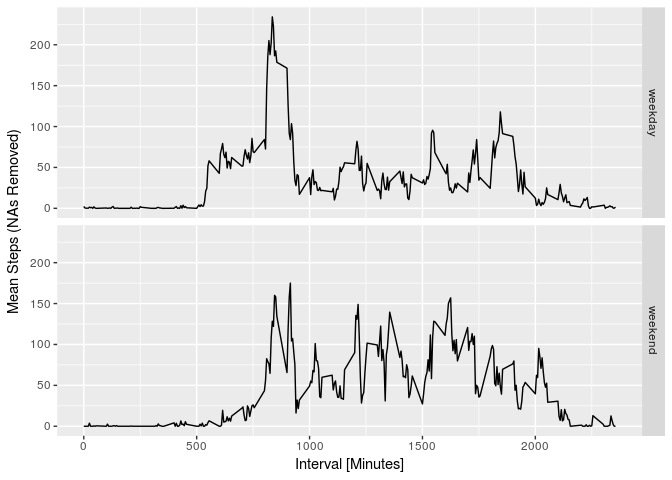 200
150
100
50
0
weekday
Mean Steps (NAs Removed)
200
150
100
50
0
weekend
0 500 1000 1500 2000
Interval [Minutes]